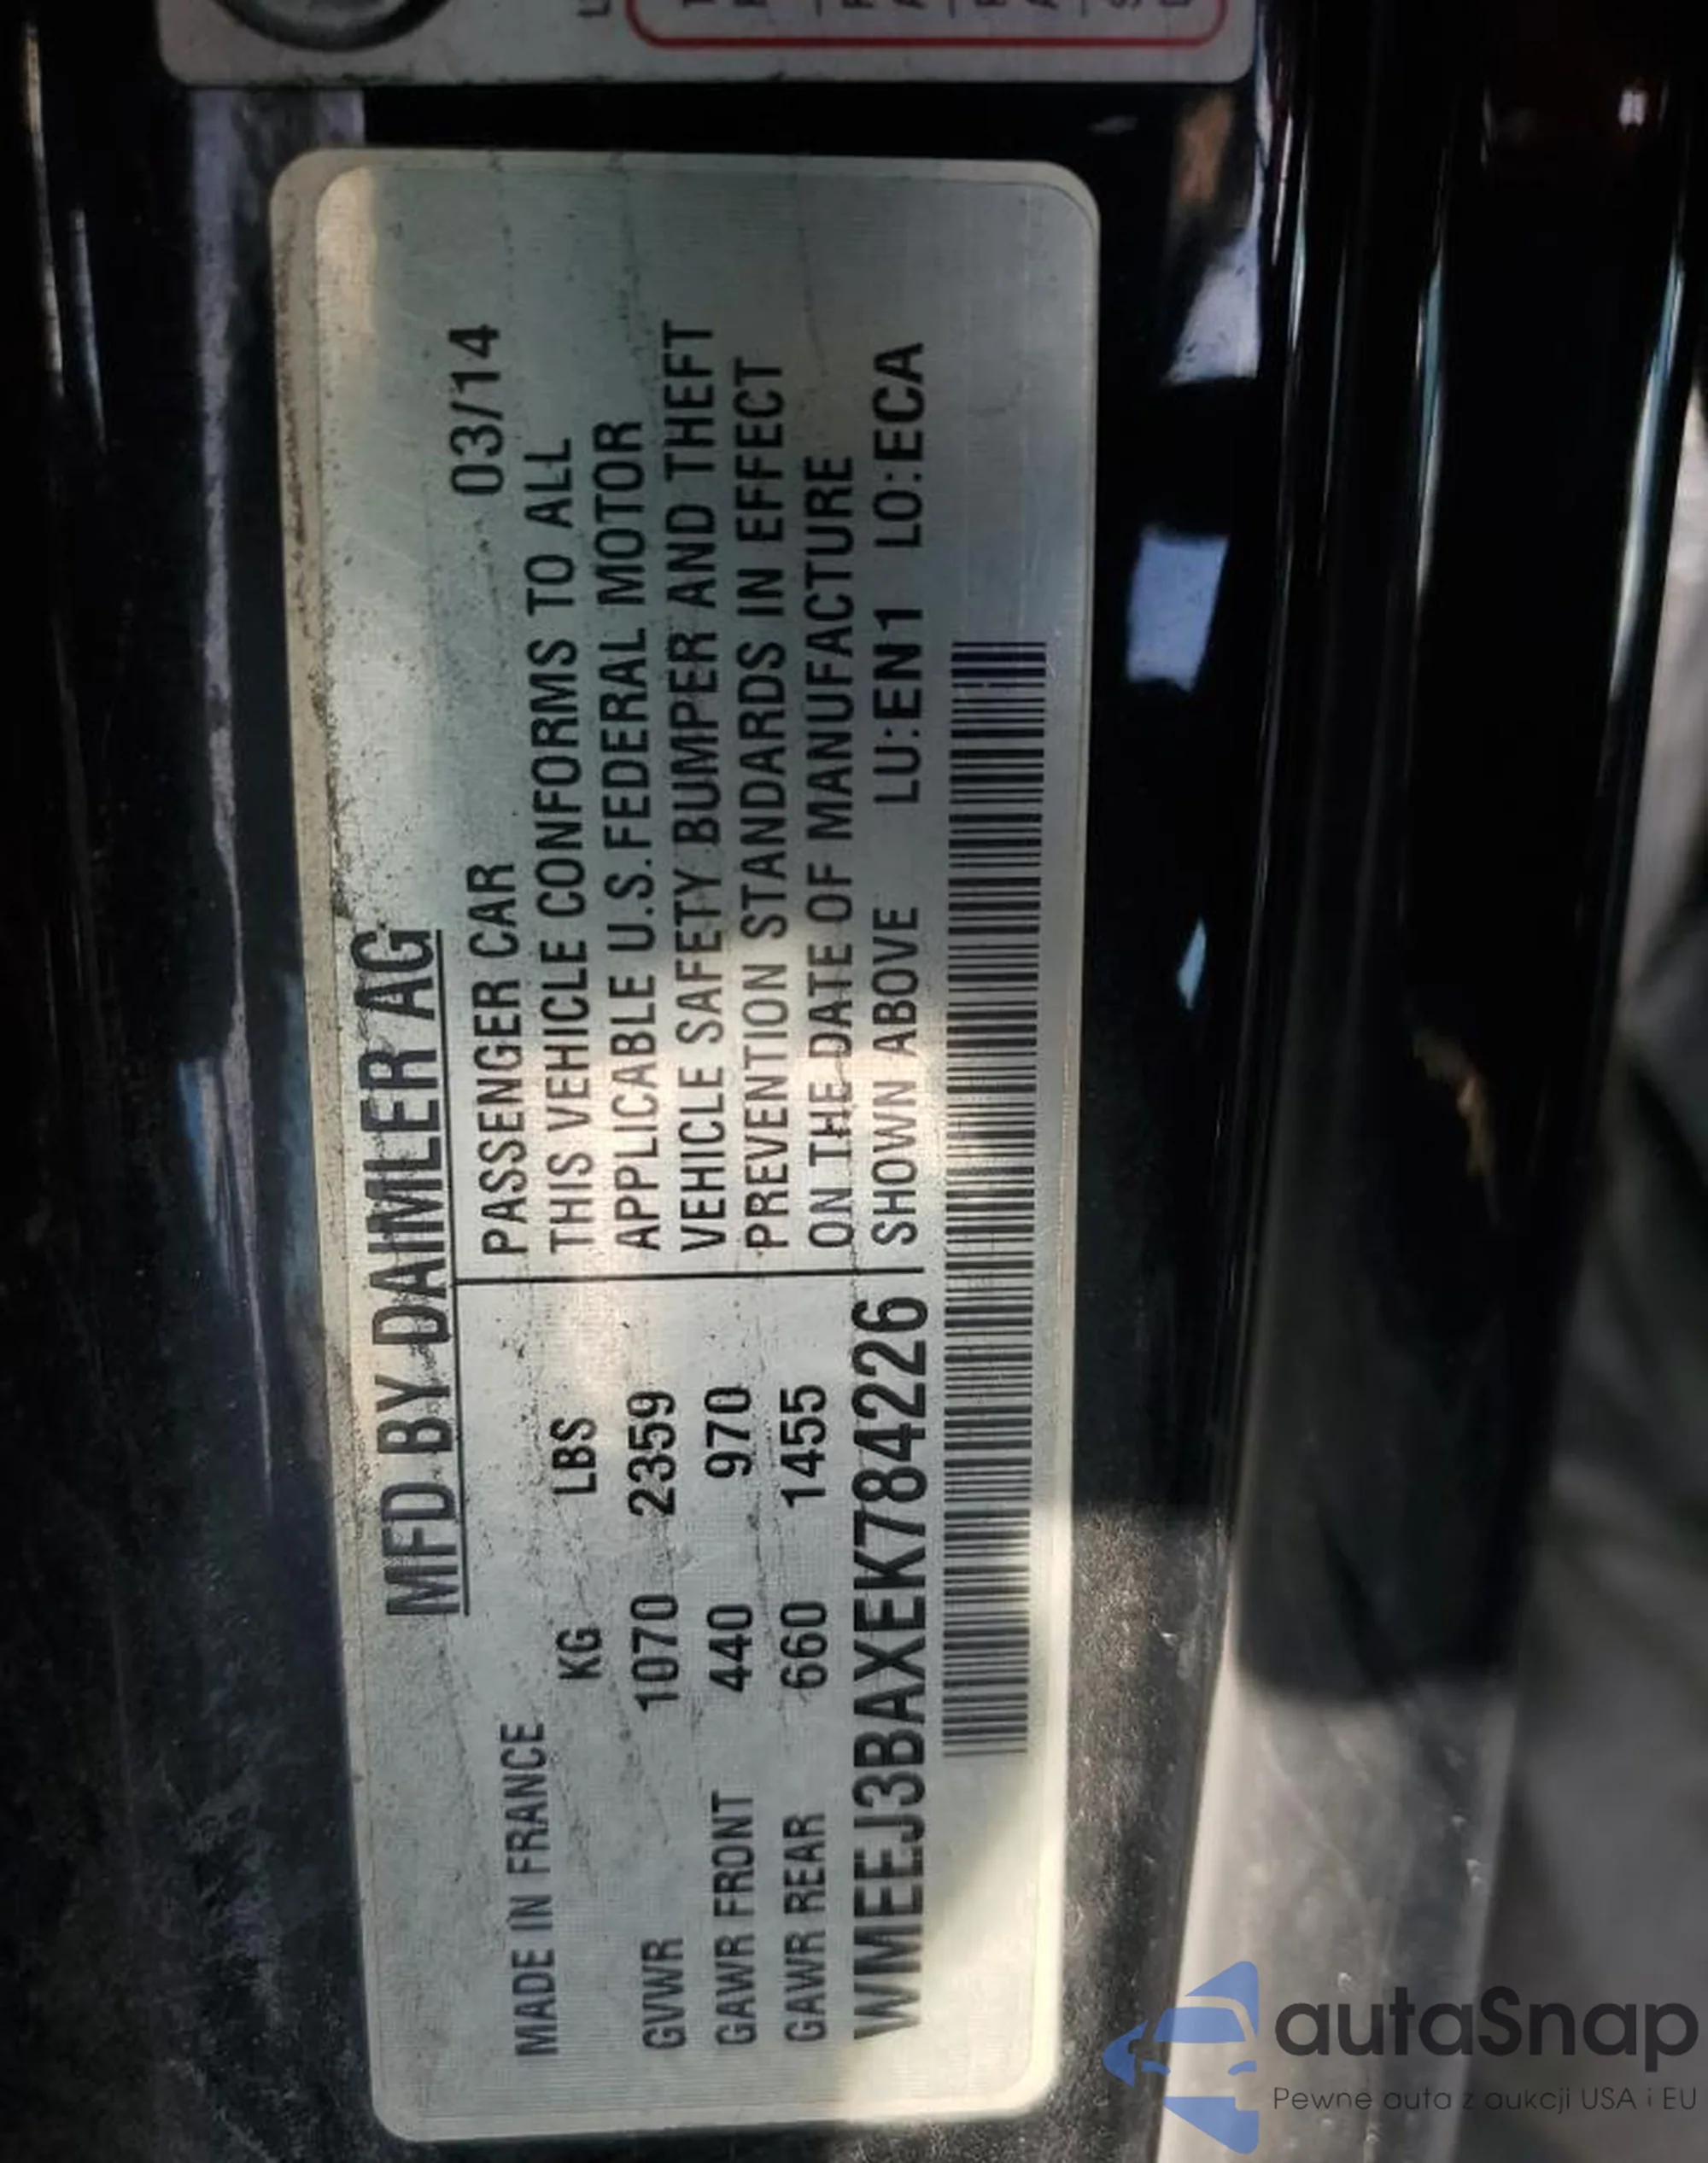 MFD BY DAIMLER AG
MADE IN FRANCE
KG LBS
GVWR 1070 2359
GAWR FRONT 440 970
GAWR REAR 660 1455
WMEEJ3BAXEK784226
PASSENGER CAR 03/14
THIS VEHICLE CONFORMS TO ALL
APPLICABLE U.S. FEDERAL MOTOR
VEHICLE SAFETY BUMPER AND THEFT
PREVENTION STANDARDS IN EFFECT
ON THE DATE OF MANUFACTURE
SHOWN ABOVE LU:EN1 LO:ECA
autaSnap
Pewne auta z aukcji USA i EU